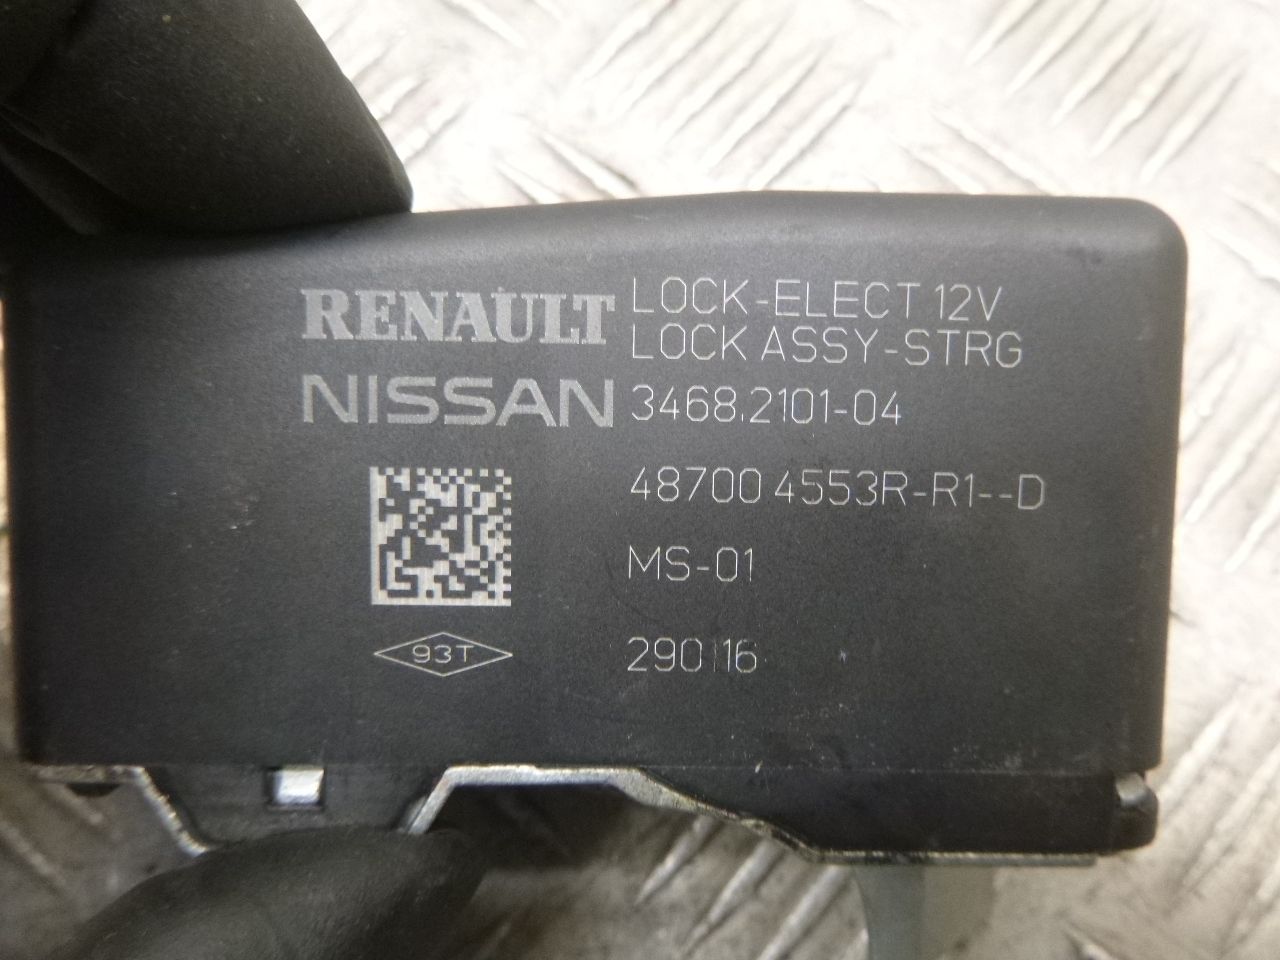 RENAULT
NISSAN
LOCK-ELECT 12V
LOCK ASSY-STRG
3468.2101-04
48700 4553R-R1--D
MS-01
93T
290116